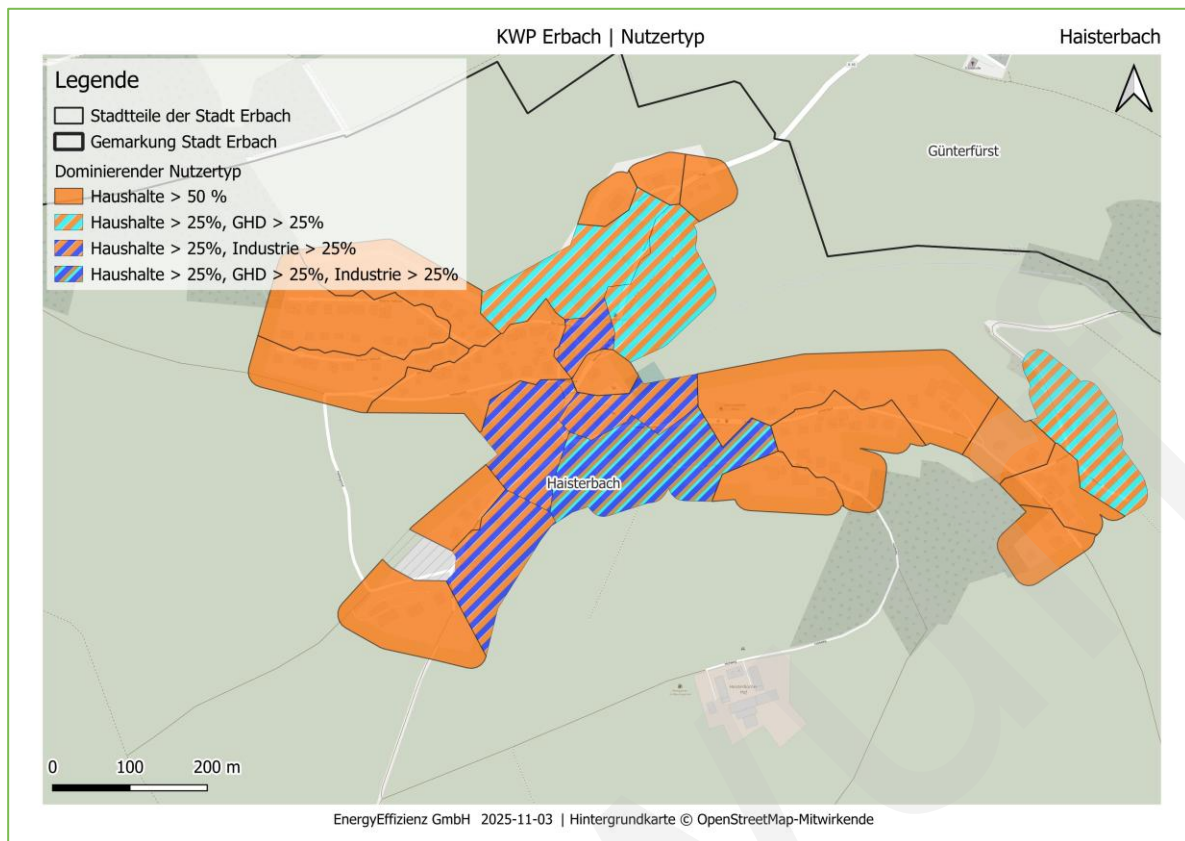 KWP Erbach | Nutzertyp
Haisterbach
Legende
Stadtteile der Stadt Erbach
Gemarkung Stadt Erbach
Dominierender Nutzertyp
Haushalte > 50 %
Haushalte > 25%, GHD > 25%
Haushalte > 25%, Industrie > 25%
Haushalte > 25%, GHD > 25%, Industrie > 25%
Günterfürst
Haisterbach
0 100 200 m
EnergyEffizienz GmbH 2025-11-03 | Hintergrundkarte © OpenStreetMap-Mitwirkende